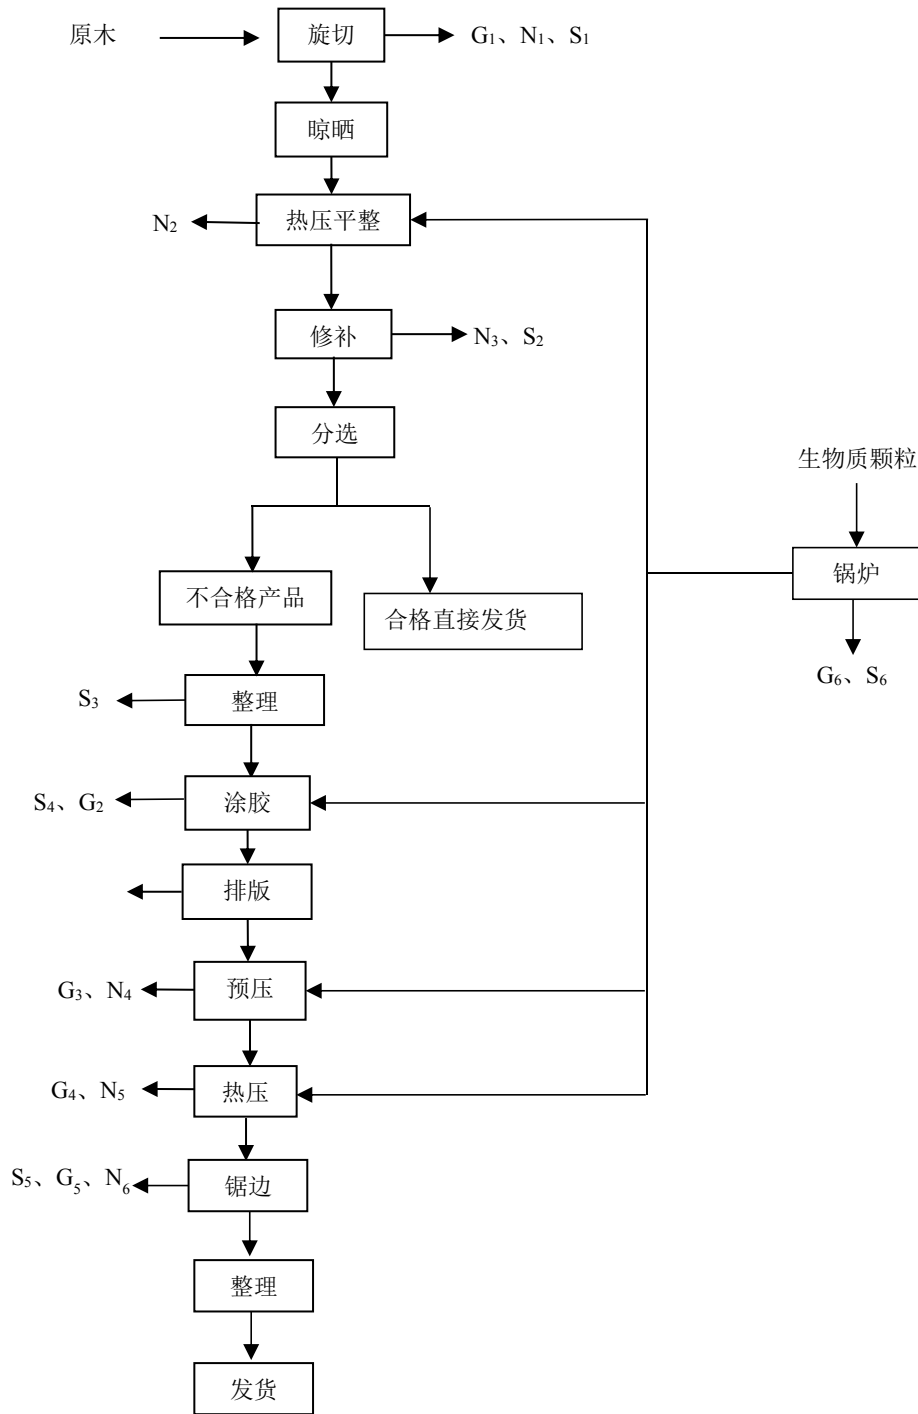 原木
旋切
G₁、N₁、S₁
晾晒
热压平整
N₂
修补
N₃、S₂
分选
生物质颗粒
锅炉
不合格产品
合格直接发货
G₆、S₆
S₃
整理
S₄、G₂
涂胶
排版
G₃、N₄
预压
G₄、N₅
热压
S₅、G₅、N₆
锯边
整理
发货